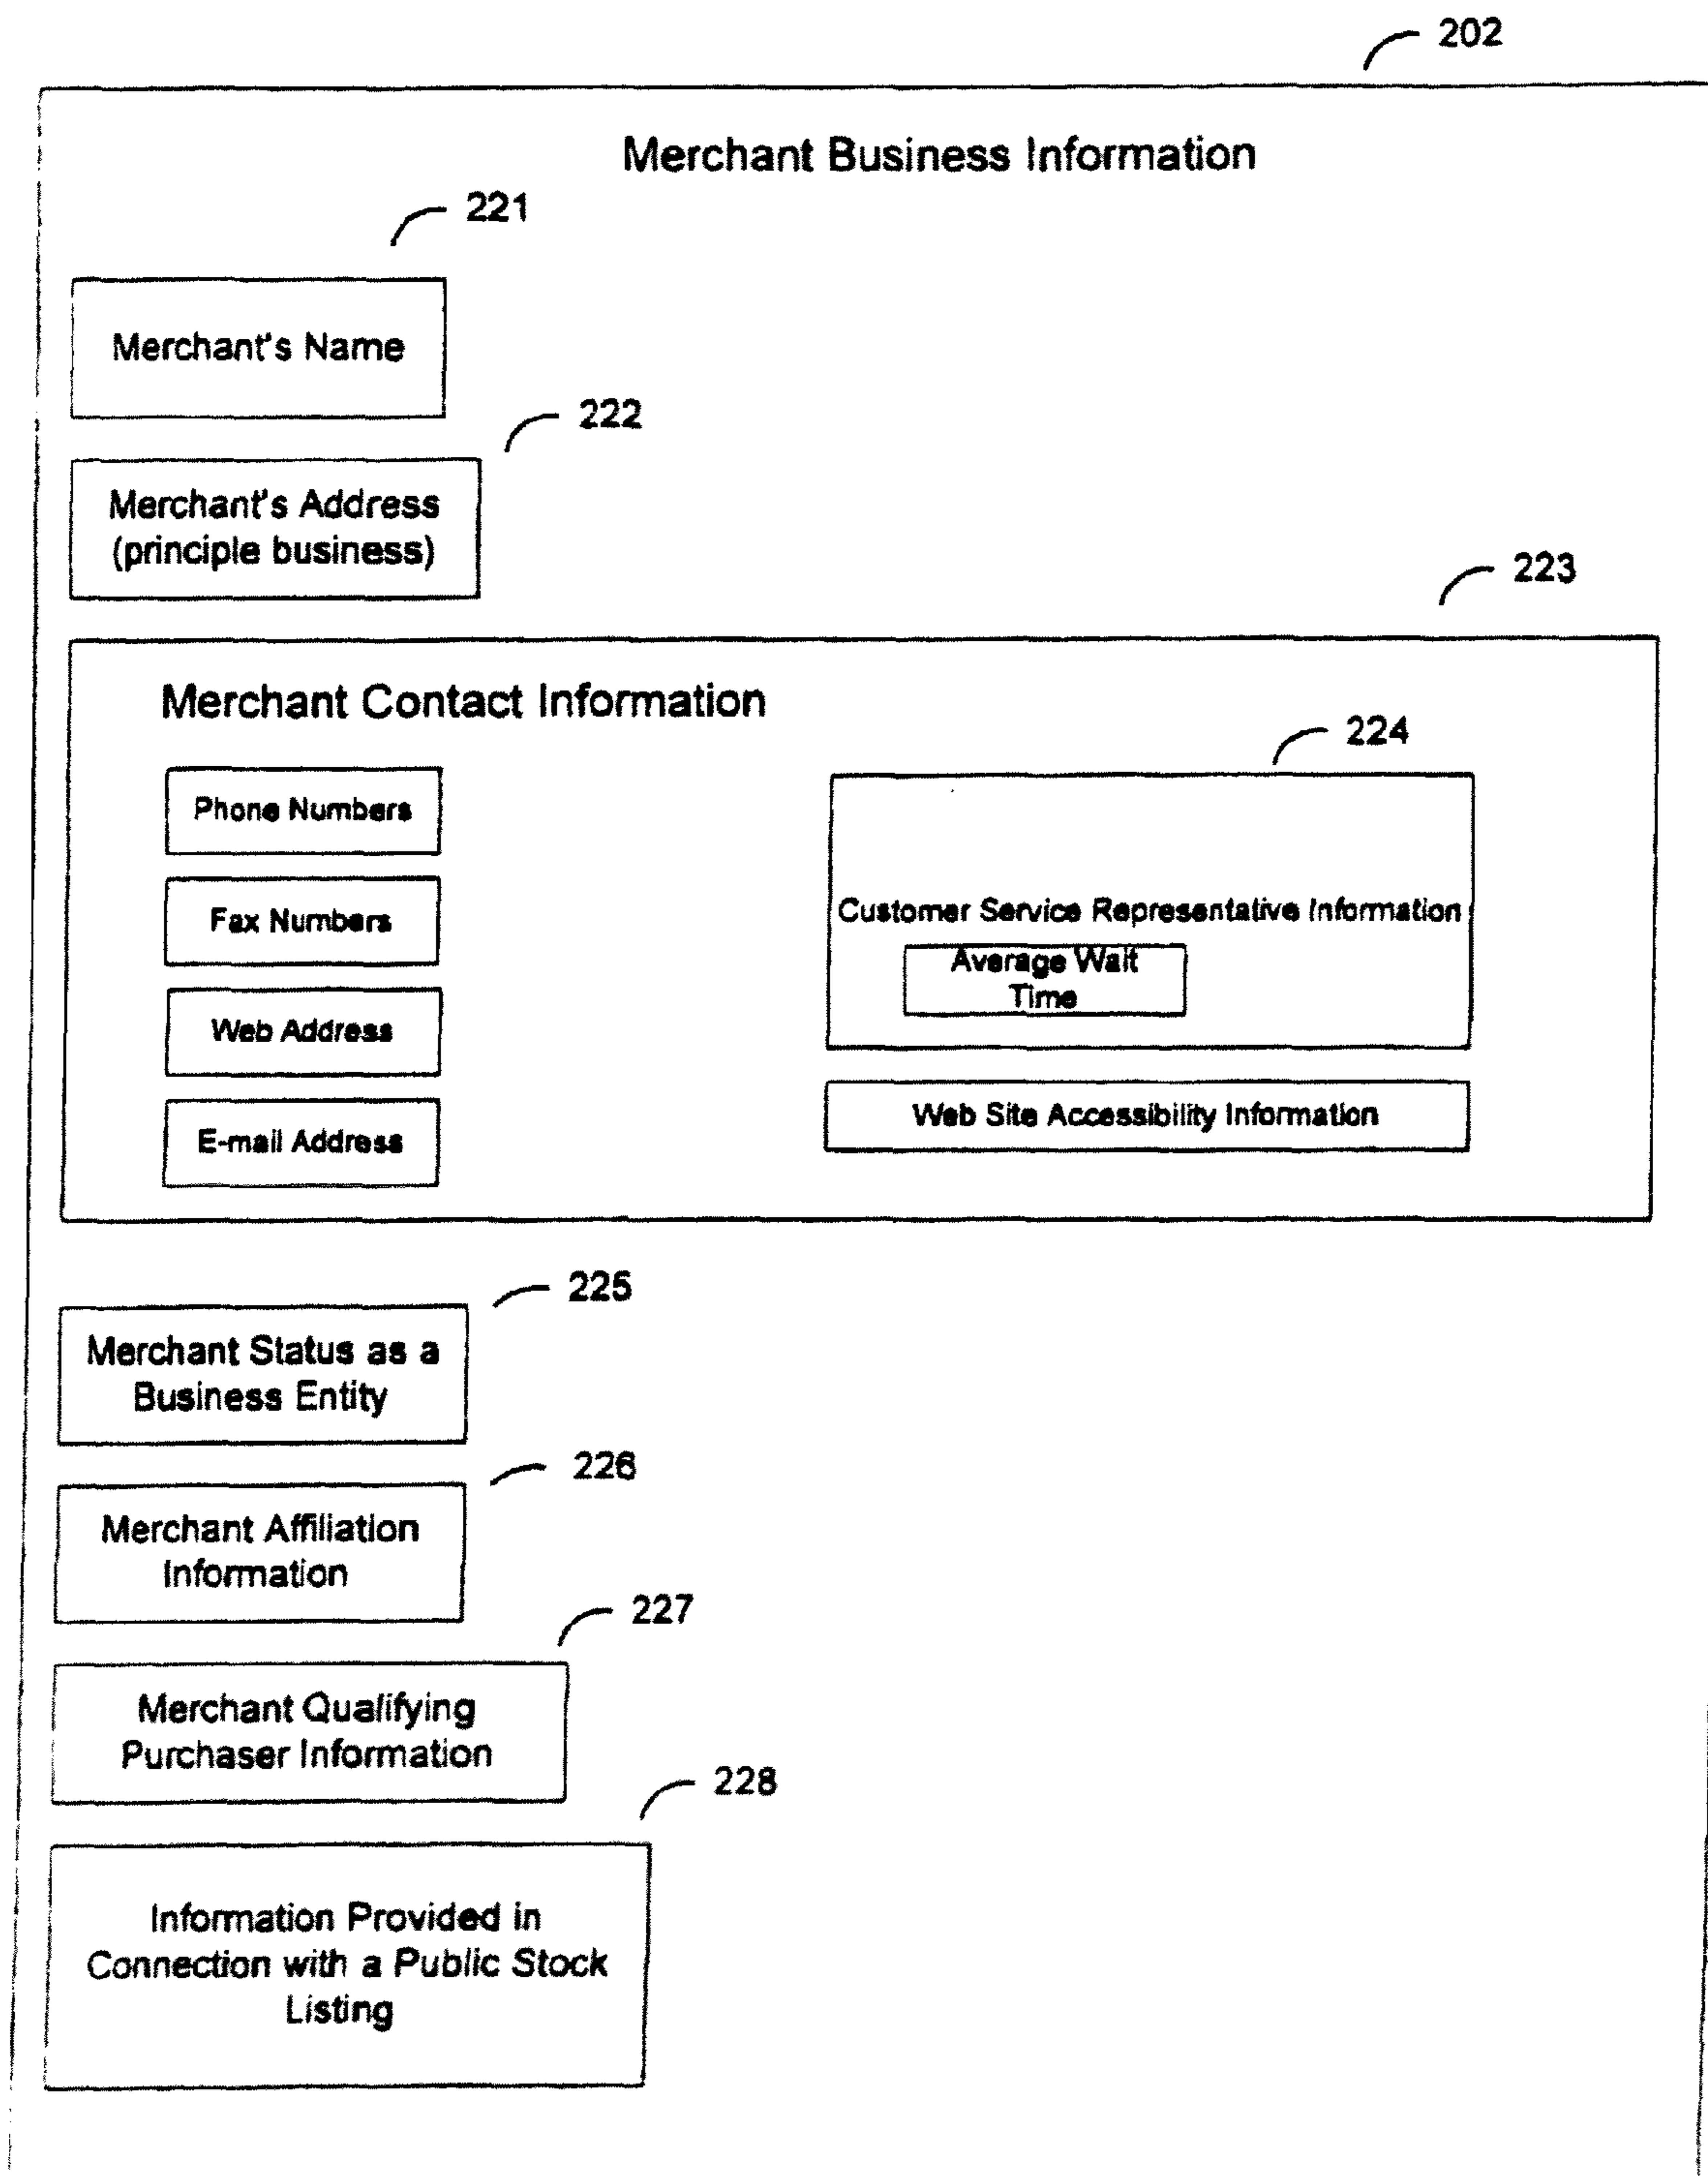 202
Merchant Business Information
221
Merchant's Name
222
Merchant's Address
(principle business)
223
Merchant Contact Information
224
Phone Numbers
Fax Numbers
Web Address
E-mail Address
Customer Service Representative Information
Average Wait
Time
Web Site Accessibility Information
225
Merchant Status as a
Business Entity
226
Merchant Affiliation
Information
227
Merchant Qualifying
Purchaser Information
228
Information Provided in
Connection with a Public Stock
Listing